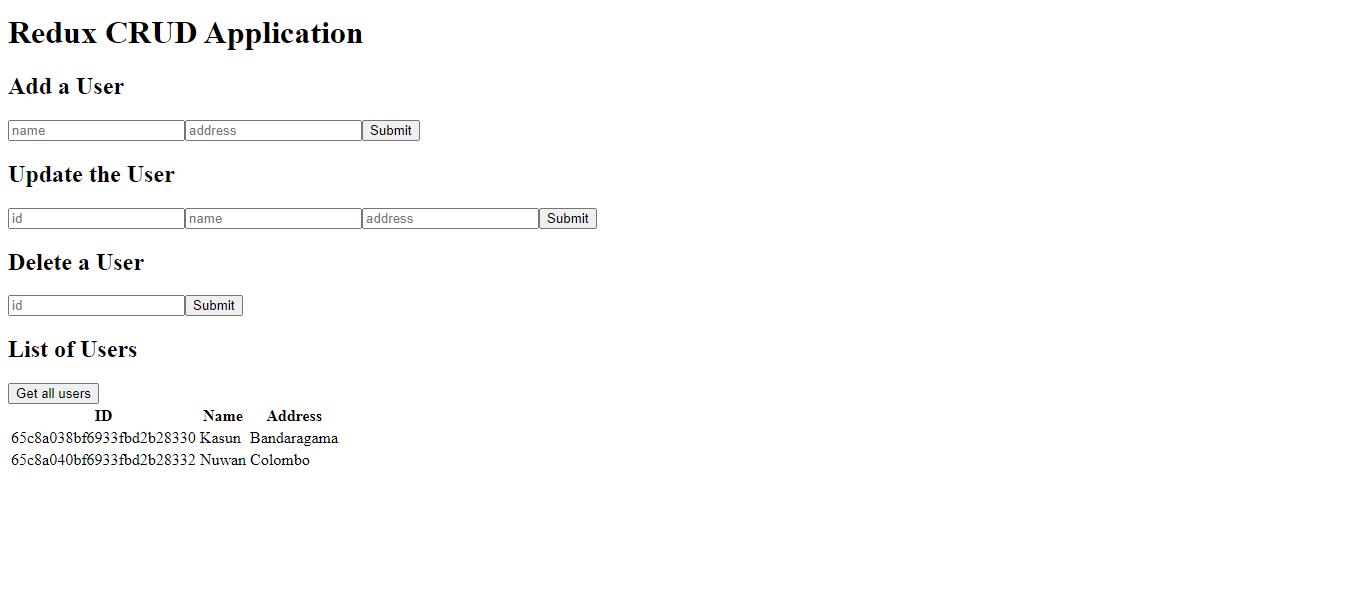 Redux CRUD Application
Add a User
name address Submit
Update the User
id name address Submit
Delete a User
id Submit
List of Users
Get all users
ID Name Address
65c8a038bf6933fbd2b28330 Kasun Bandaragama
65c8a040bf6933fbd2b28332 Nuwan Colombo